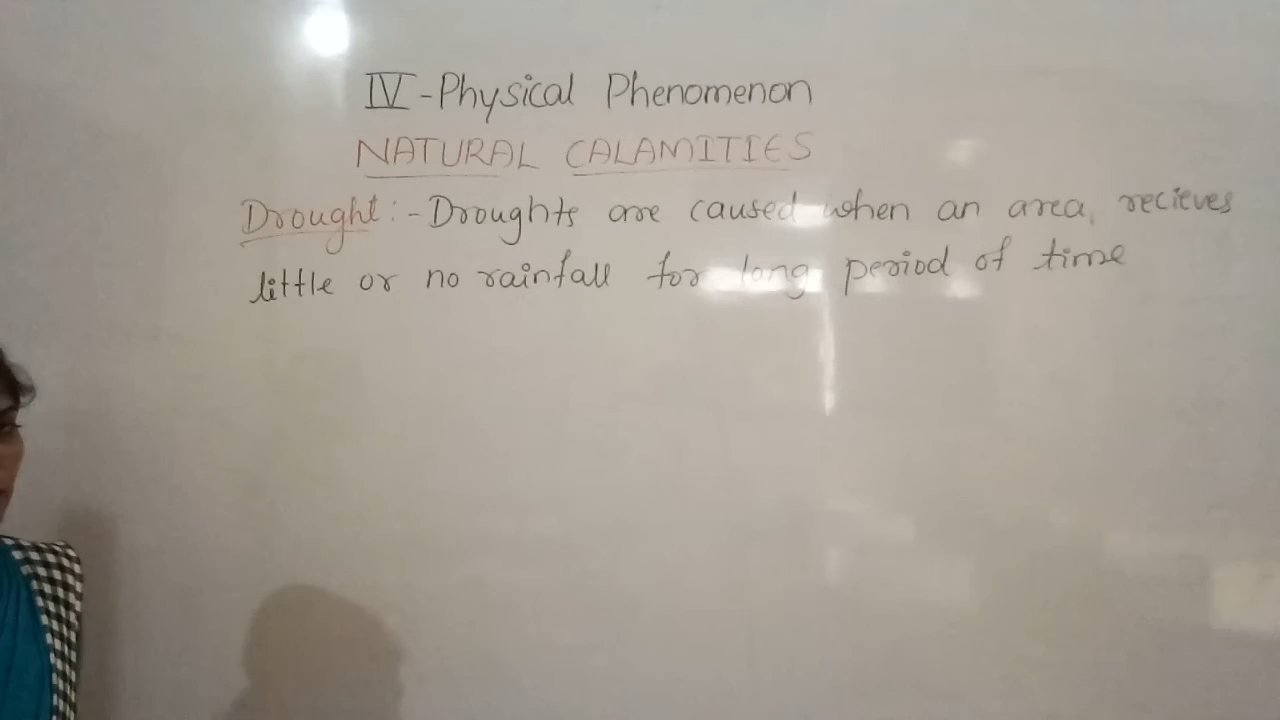 IV - Physical Phenomenon
NATURAL CALAMITIES
Drought :- Droughts are caused when an area, recieves
little or no rainfall for long period of time